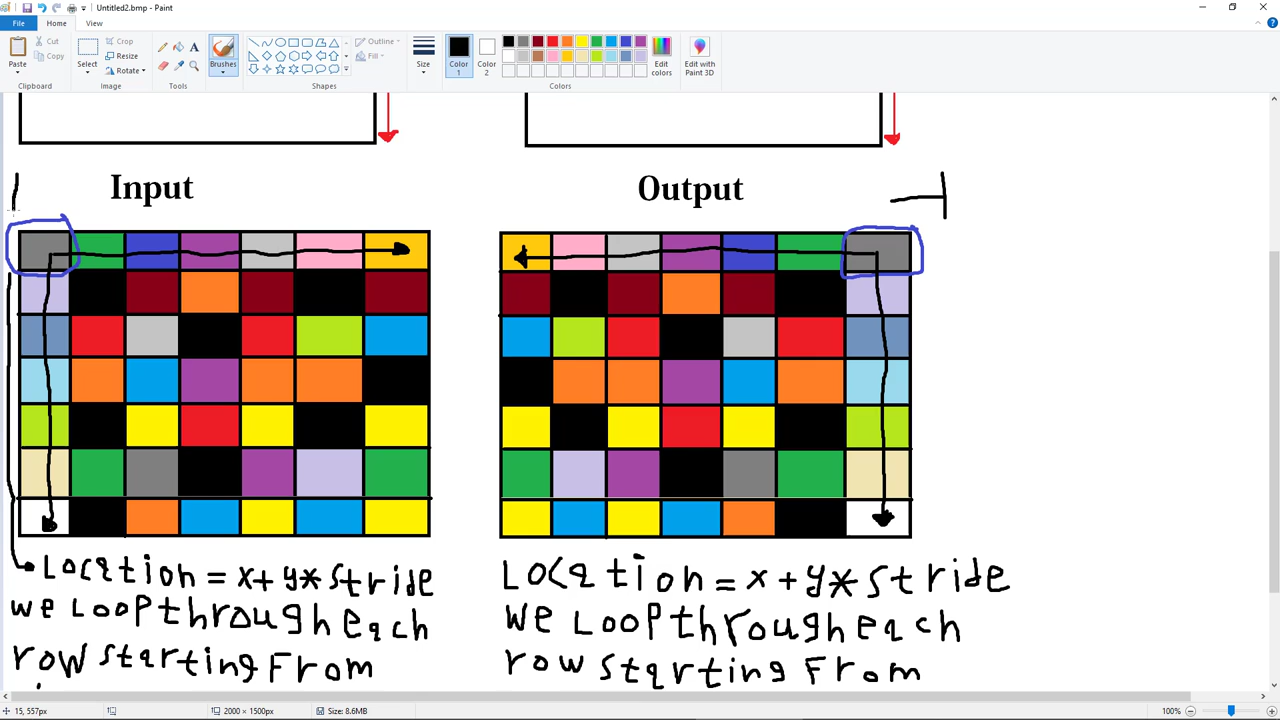 Untitled2.bmp - Paint
File Home View
Paste
Cut
Copy
Clipboard
Select
Crop
Resize
Rotate
Image
A
Tools
Brushes
Outline
Fill
Shapes
Size
Color 1
Color 2
Edit colors
Edit with Paint 3D
Colors
Input Output
Location = x + y * stride
we Loop through each
row starting From
Location = x + y * stride
We Loop through each
row starting From
15, 557px 2000 × 1500px Size: 8.6MB 100%